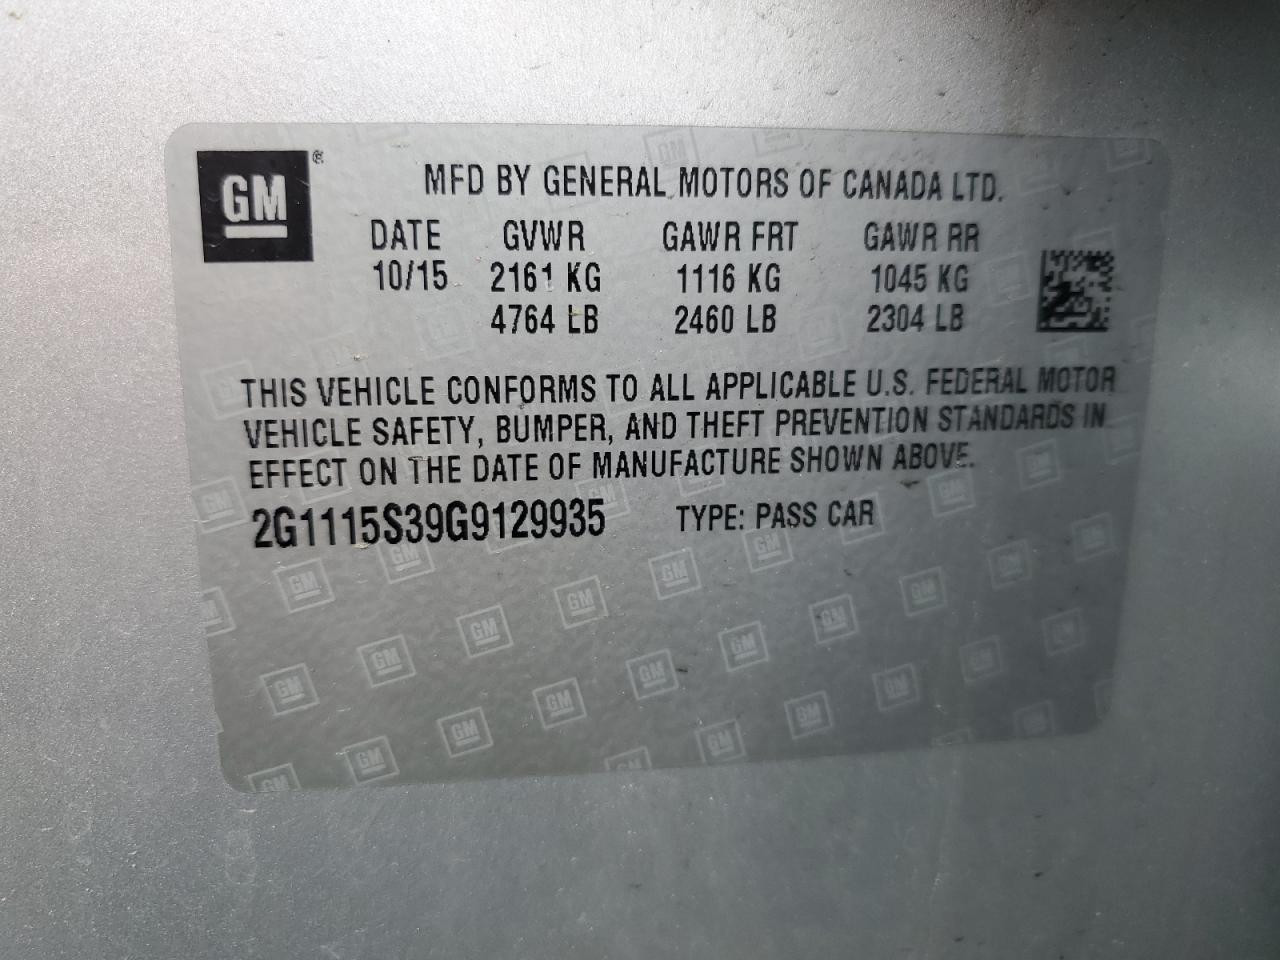 GM ®
MFD BY GENERAL MOTORS OF CANADA LTD.
DATE GVWR GAWR FRT GAWR RR
10/15 2161 KG 1116 KG 1045 KG
4764 LB 2460 LB 2304 LB
THIS VEHICLE CONFORMS TO ALL APPLICABLE U.S. FEDERAL MOTOR
VEHICLE SAFETY, BUMPER, AND THEFT PREVENTION STANDARDS IN
EFFECT ON THE DATE OF MANUFACTURE SHOWN ABOVE.
2G1115S39G9129935 TYPE: PASS CAR